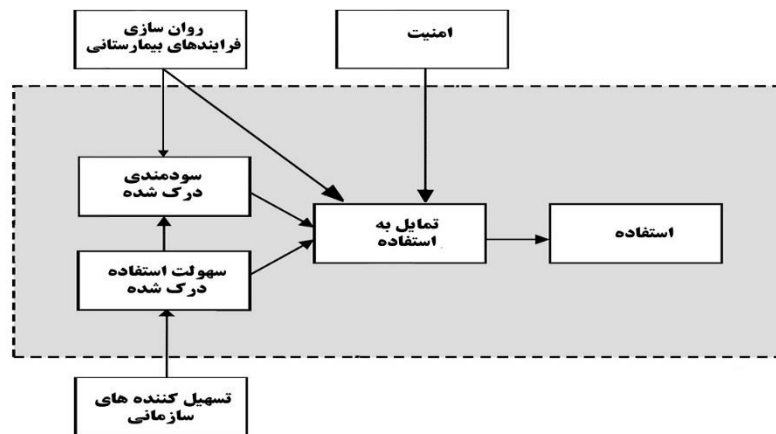 روان سازی
فرایندهای بیمارستانی
امنیت
سودمندی
درک شده
تمایل به
استفاده
استفاده
سهولت استفاده
درک شده
تسهیل کننده های
سازمانی